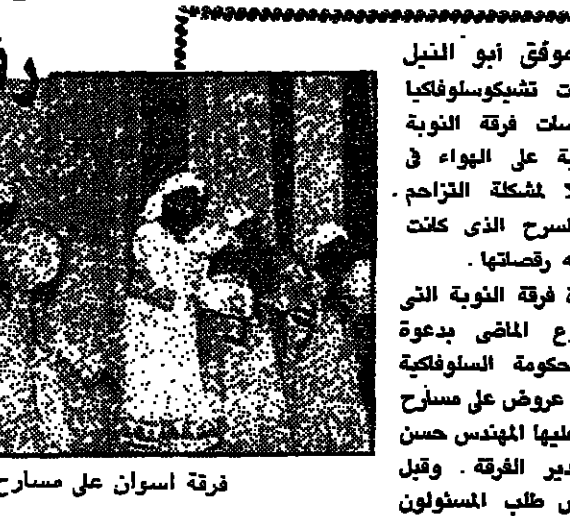 موفق أبو النيل
ت تشيكوسلوفاكيا
سات فرقة النوبة
ية على الهواء فى
لا لمشكلة التزاحم .
لسرح الذى كانت
ه رقصاتها .
ة فرقة النوبة التى
وع الماضى بدعوة
حكومة السلوفاكية
عروض على مسارح
عليها المهندس حسن
دير الفرقة . وقبل
ض طلب المسئولون
فرقة اسوان على مسارح